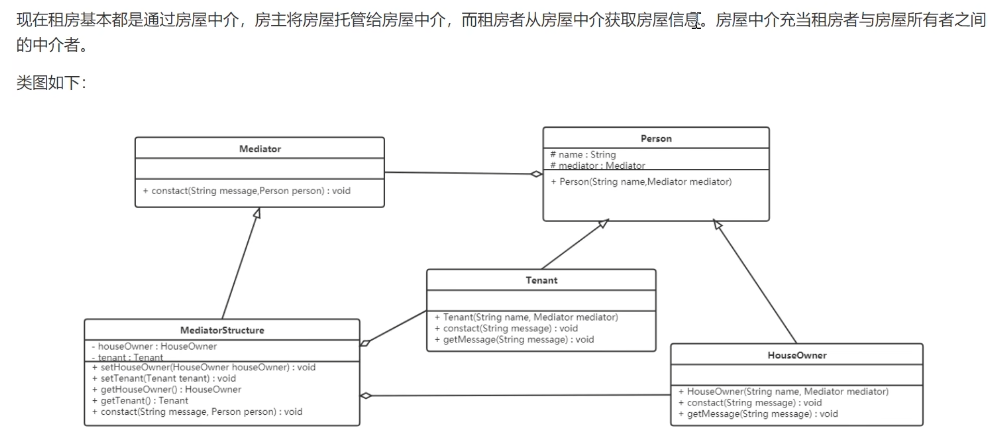 现在租房基本都是通过房屋中介，房主将房屋托管给房屋中介，而租房者从房屋中介获取房屋信息。房屋中介充当租房者与房屋所有者之间
的中介者。
类图如下：
Mediator
+ constact(String message,Person person) : void
Person
# name : String
# mediator : Mediator
+ Person(String name,Mediator mediator)
Tenant
+ Tenant(String name, Mediator mediator)
+ constact(String message) : void
+ getMessage(String message) : void
MediatorStructure
- houseOwner : HouseOwner
- tenant : Tenant
+ setHouseOwner(HouseOwner houseOwner) : void
+ setTenant(Tenant tenant) : void
+ getHouseOwner() : HouseOwner
+ getTenant() : Tenant
+ constact(String message, Person person) : void
HouseOwner
+ HouseOwner(String name, Mediator mediator)
+ constact(String message) : void
+ getMessage(String message) : void